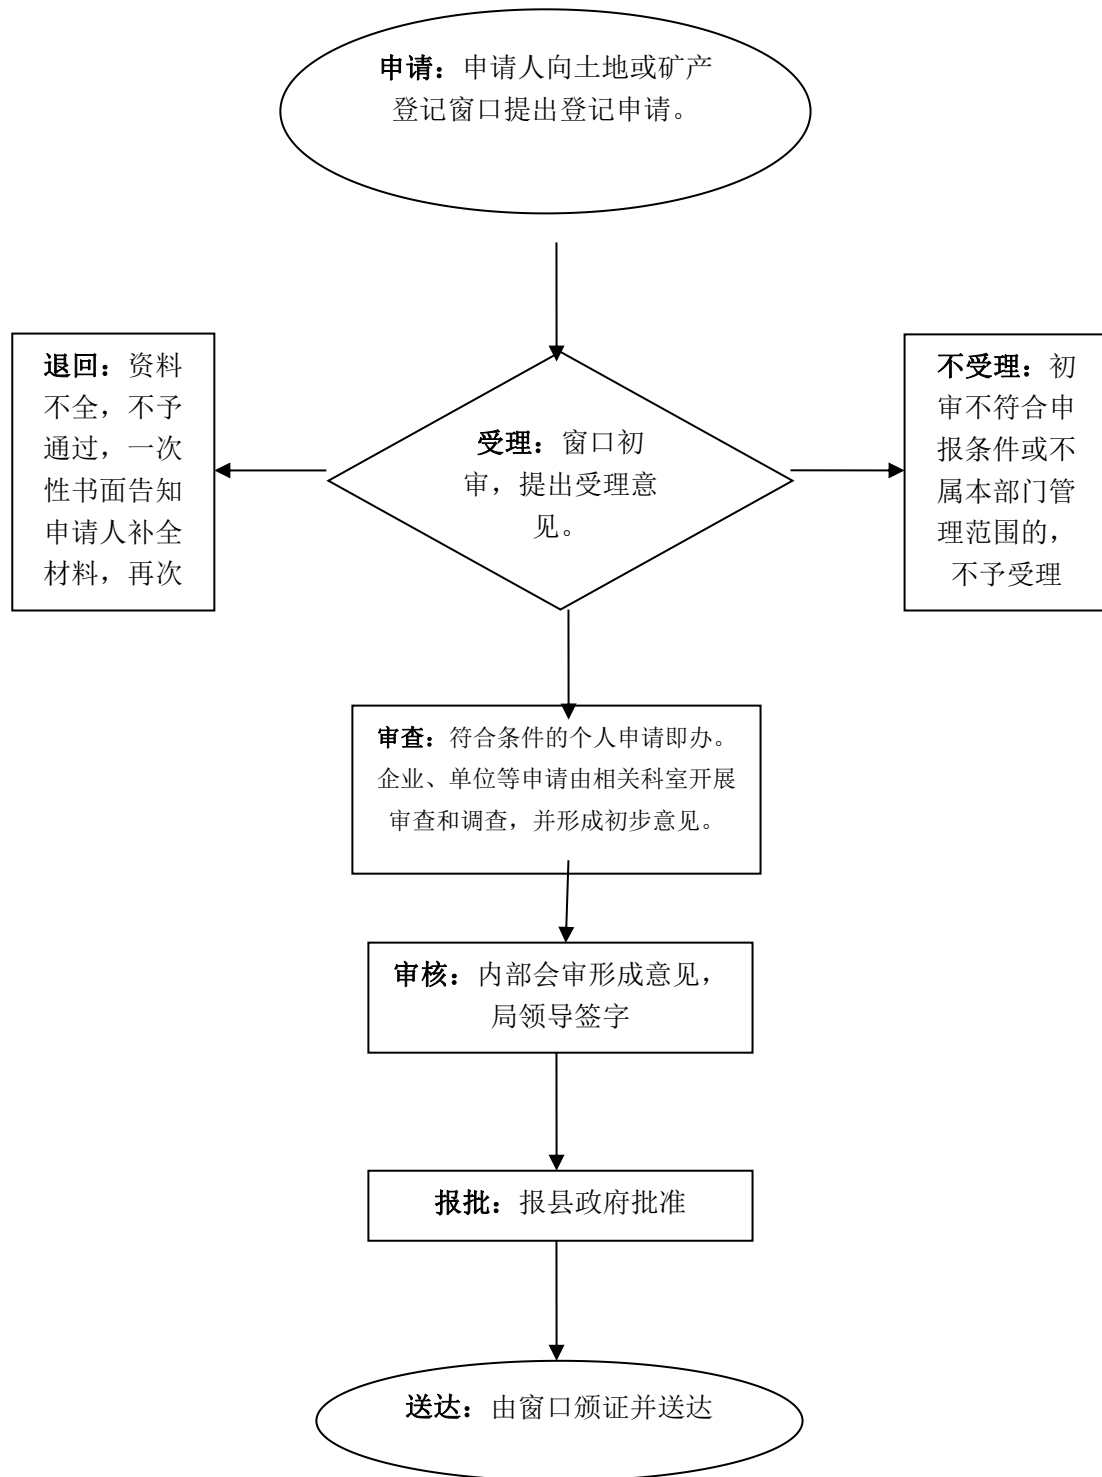 申请：申请人向土地或矿产
登记窗口提出登记申请。
退回：资料
不全，不予
通过，一次
性书面告知
申请人补全
材料，再次
受理：窗口初
审，提出受理意
见。
不受理：初
审不符合申
报条件或不
属本部门管
理范围的，
不予受理
审查：符合条件的个人申请即办。
企业、单位等申请由相关科室开展
审查和调查，并形成初步意见。
审核：内部会审形成意见，
局领导签字
报批：报县政府批准
送达：由窗口颁证并送达